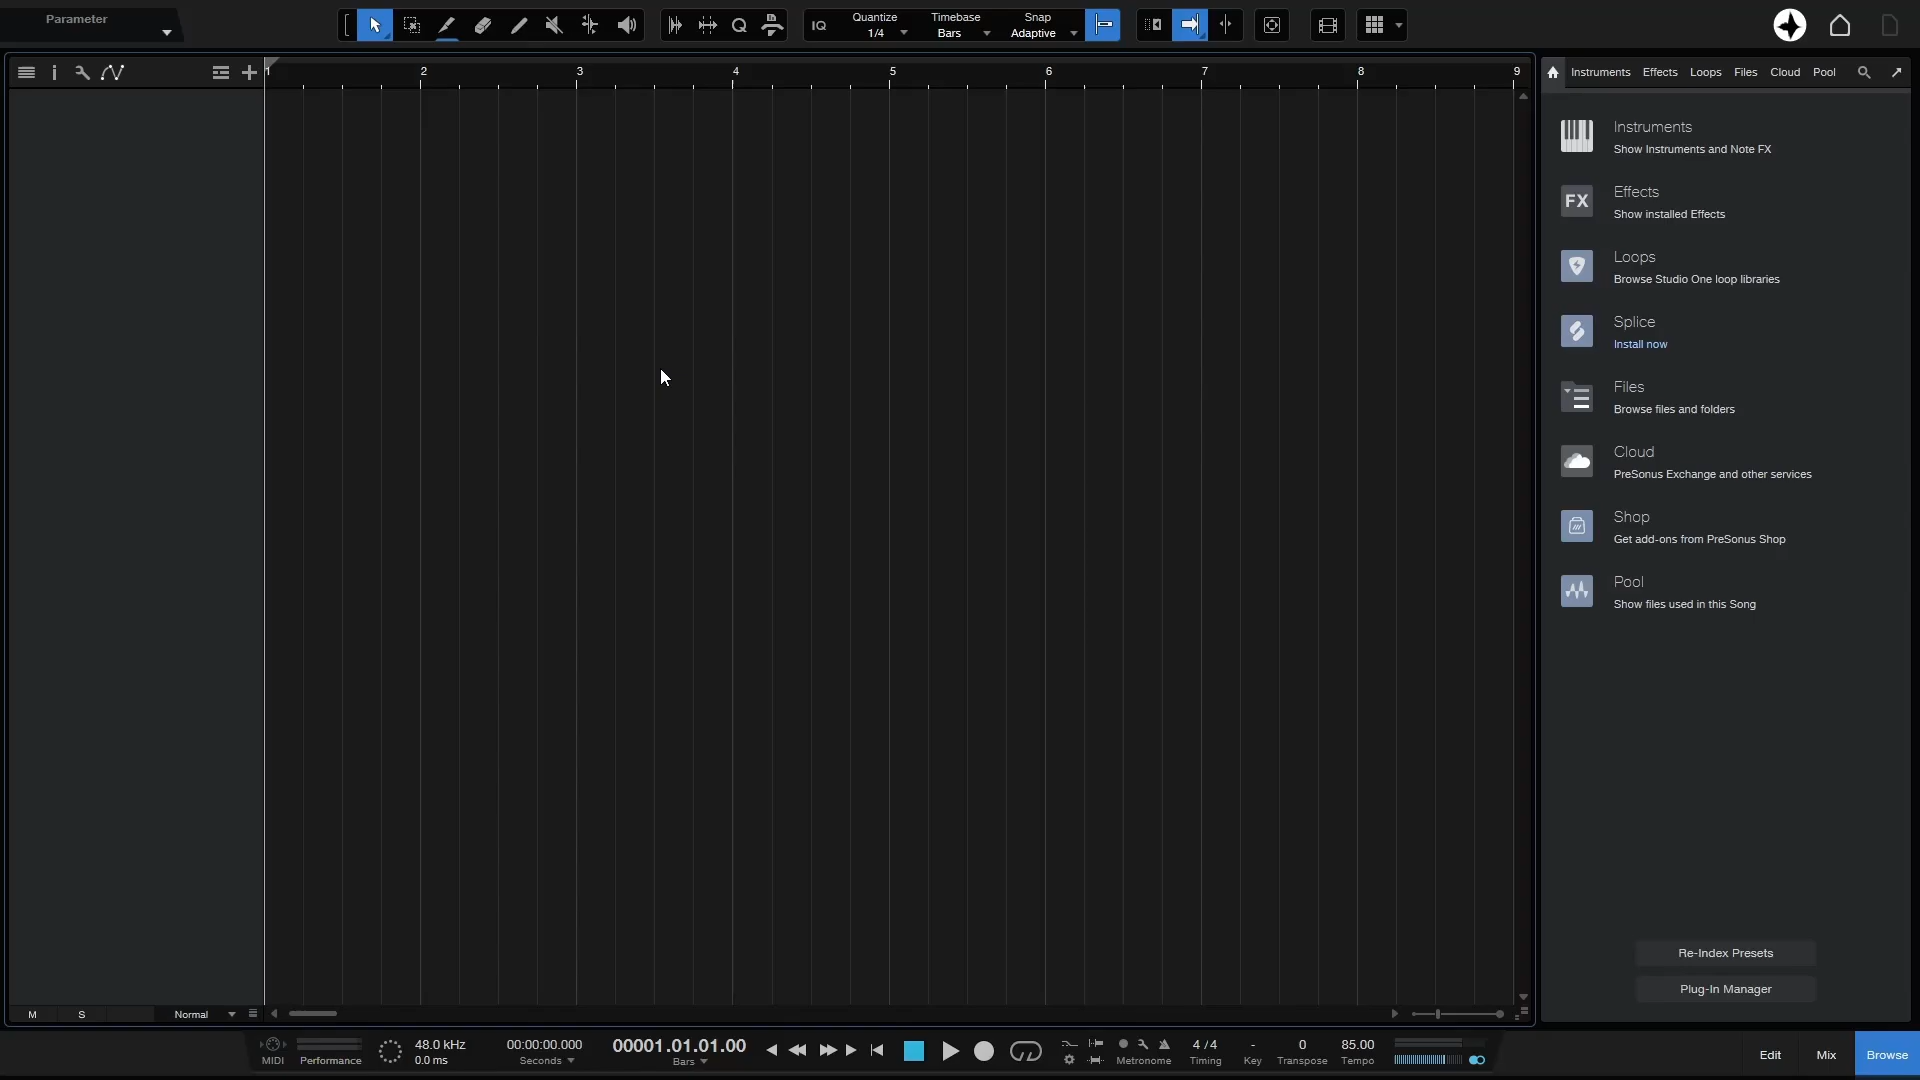 Parameter
IQ
Quantize
1/4
Timebase
Bars
Snap
Adaptive
Q
1
2
3
4
5
6
7
8
9
Instruments
Effects
Loops
Files
Cloud
Pool
Instruments
Show Instruments and Note FX
FX
Effects
Show installed Effects
Loops
Browse Studio One loop libraries
Splice
Install now
Files
Browse files and folders
Cloud
PreSonus Exchange and other services
Shop
Get add-ons from PreSonus Shop
Pool
Show files used in this Song
Re-Index Presets
Plug-In Manager
M
S
Normal
MIDI
Performance
48.0 kHz
0.0 ms
00:00:00.000
Seconds
00001.01.01.00
Bars
Metronome
4 / 4
Timing
-
Key
0
Transpose
85.00
Tempo
Edit
Mix
Browse